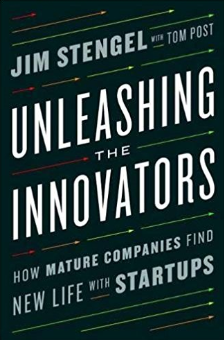 JIM STENGEL WITH TOM POST
UNLEASHING
THE
INNOVATORS
HOW MATURE COMPANIES FIND
NEW LIFE WITH STARTUPS